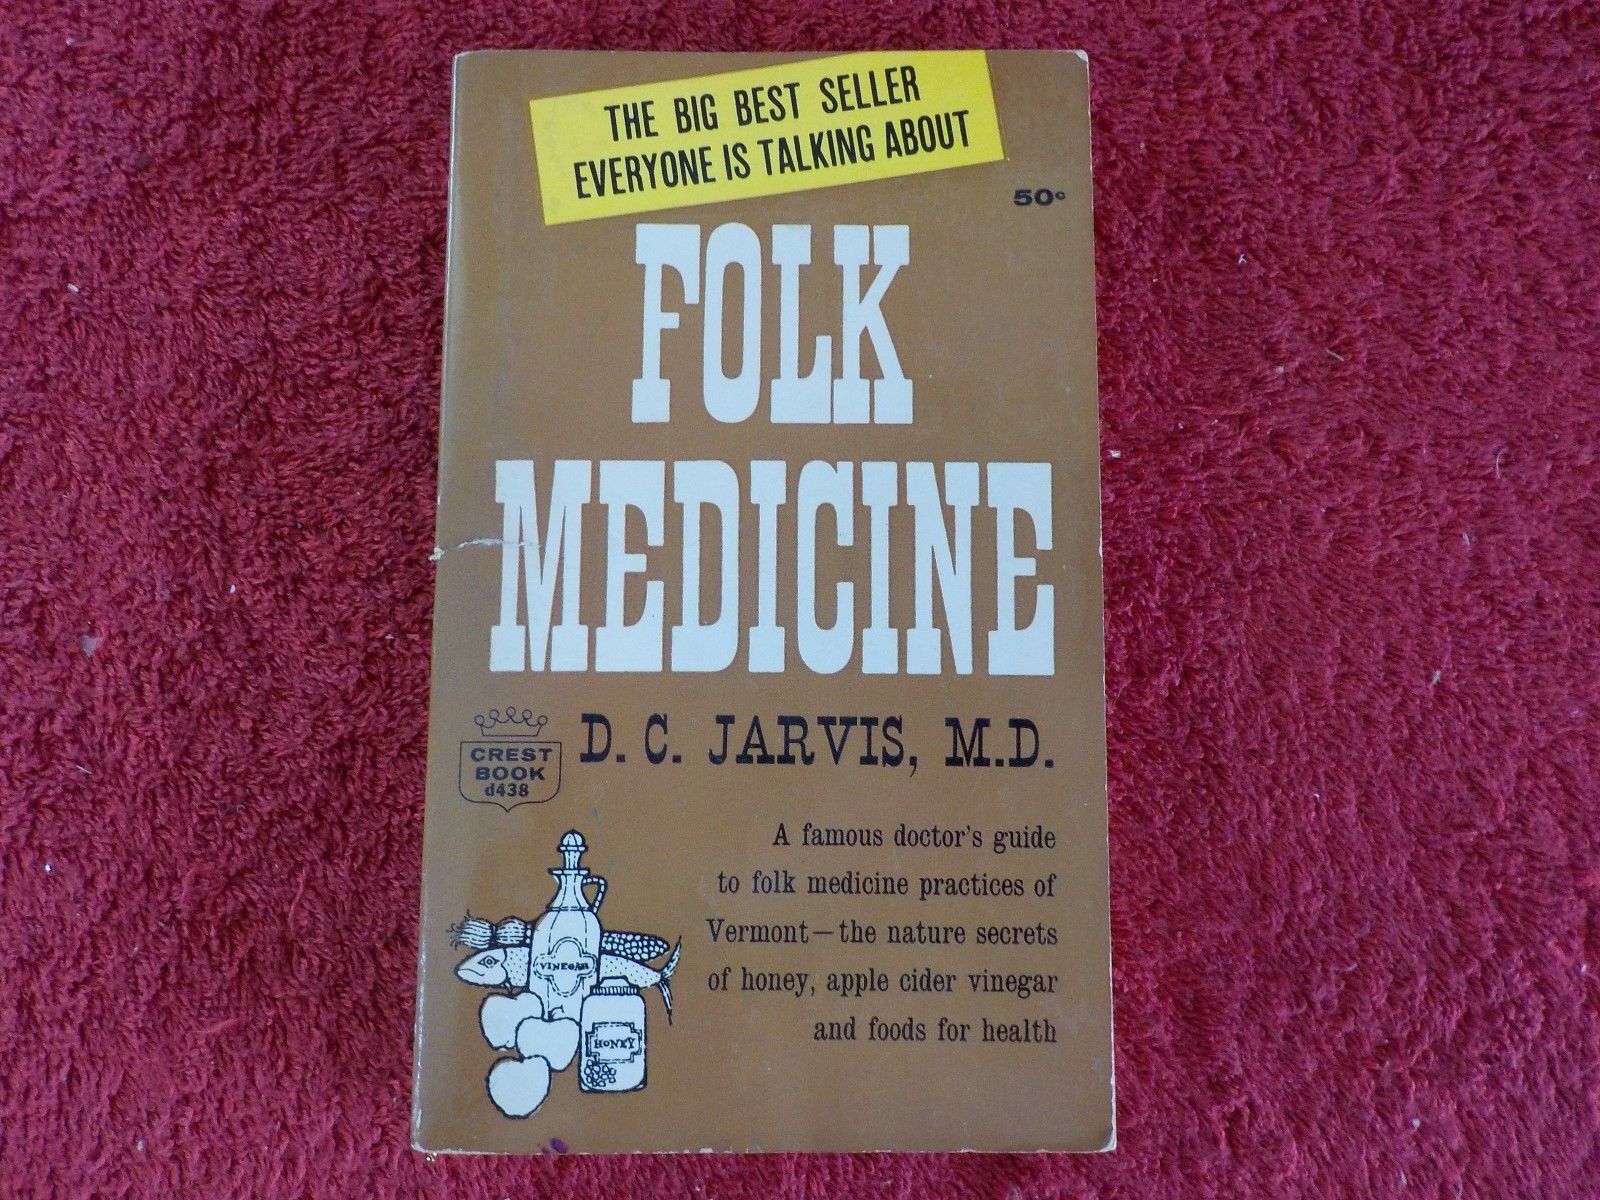 THE BIG BEST SELLER
EVERYONE IS TALKING ABOUT
50¢
FOLK
MEDICINE
D. C. JARVIS, M.D.
CREST
BOOK
d438
A famous doctor's guide
to folk medicine practices of
Vermont—the nature secrets
of honey, apple cider vinegar
and foods for health
VINEGAR
HONEY